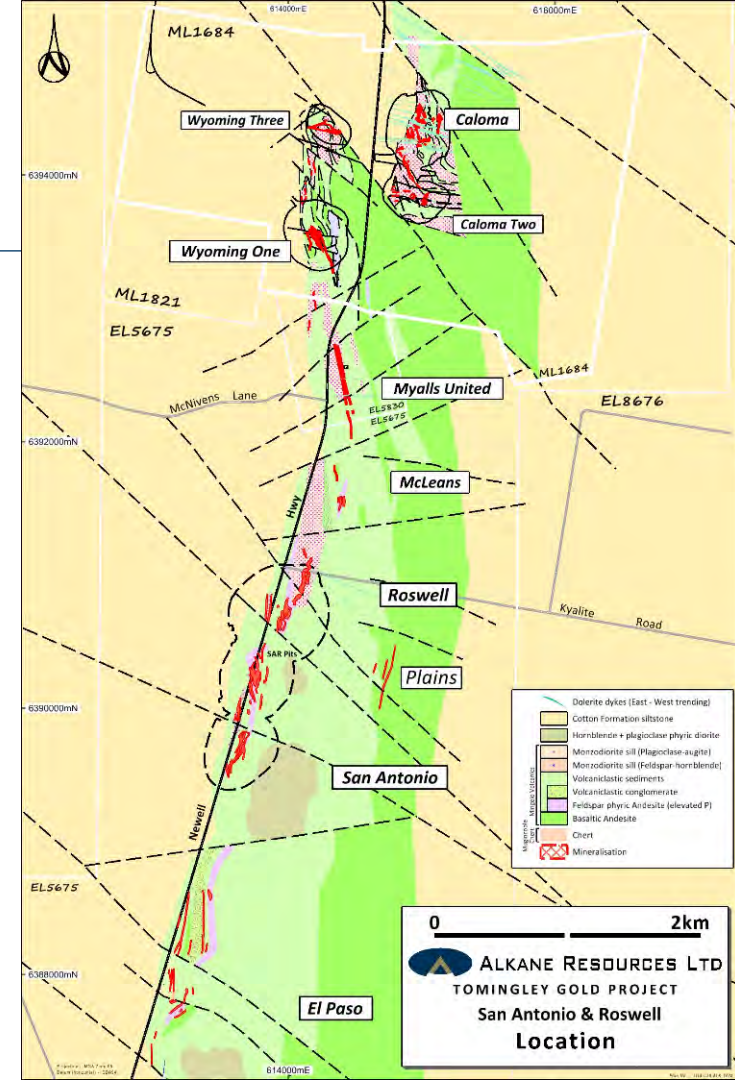 614000mE
618000mE
ML1684
Wyoming Three
Caloma
6394000mN
Caloma Two
Wyoming One
ML1821
EL5675
ML1684
Myalls United
McNivens Lane
EL8676
EL5830
EL5675
6392000mN
McLeans
Hwy
Roswell
Kyalite Road
SAR Pits
Plains
6390000mN
Dolerite dykes (East - West trending)
Cotton Formation siltstone
Hornblende + plagioclase phyric diorite
Monzodiorite sill (Plagioclase-augite)
Monzodiorite sill (Feldspar-hornblende)
Volcaniclastic sediments
Volcaniclastic conglomerate
Feldspar phyric Andesite (elevated P)
Basaltic Andesite
Chert
Mineralisation
San Antonio
Newell
EL5675
0 2km
ALKANE RESOURCES LTD
TOMINGLEY GOLD PROJECT
San Antonio & Roswell
Location
6388000mN
El Paso
614000mE